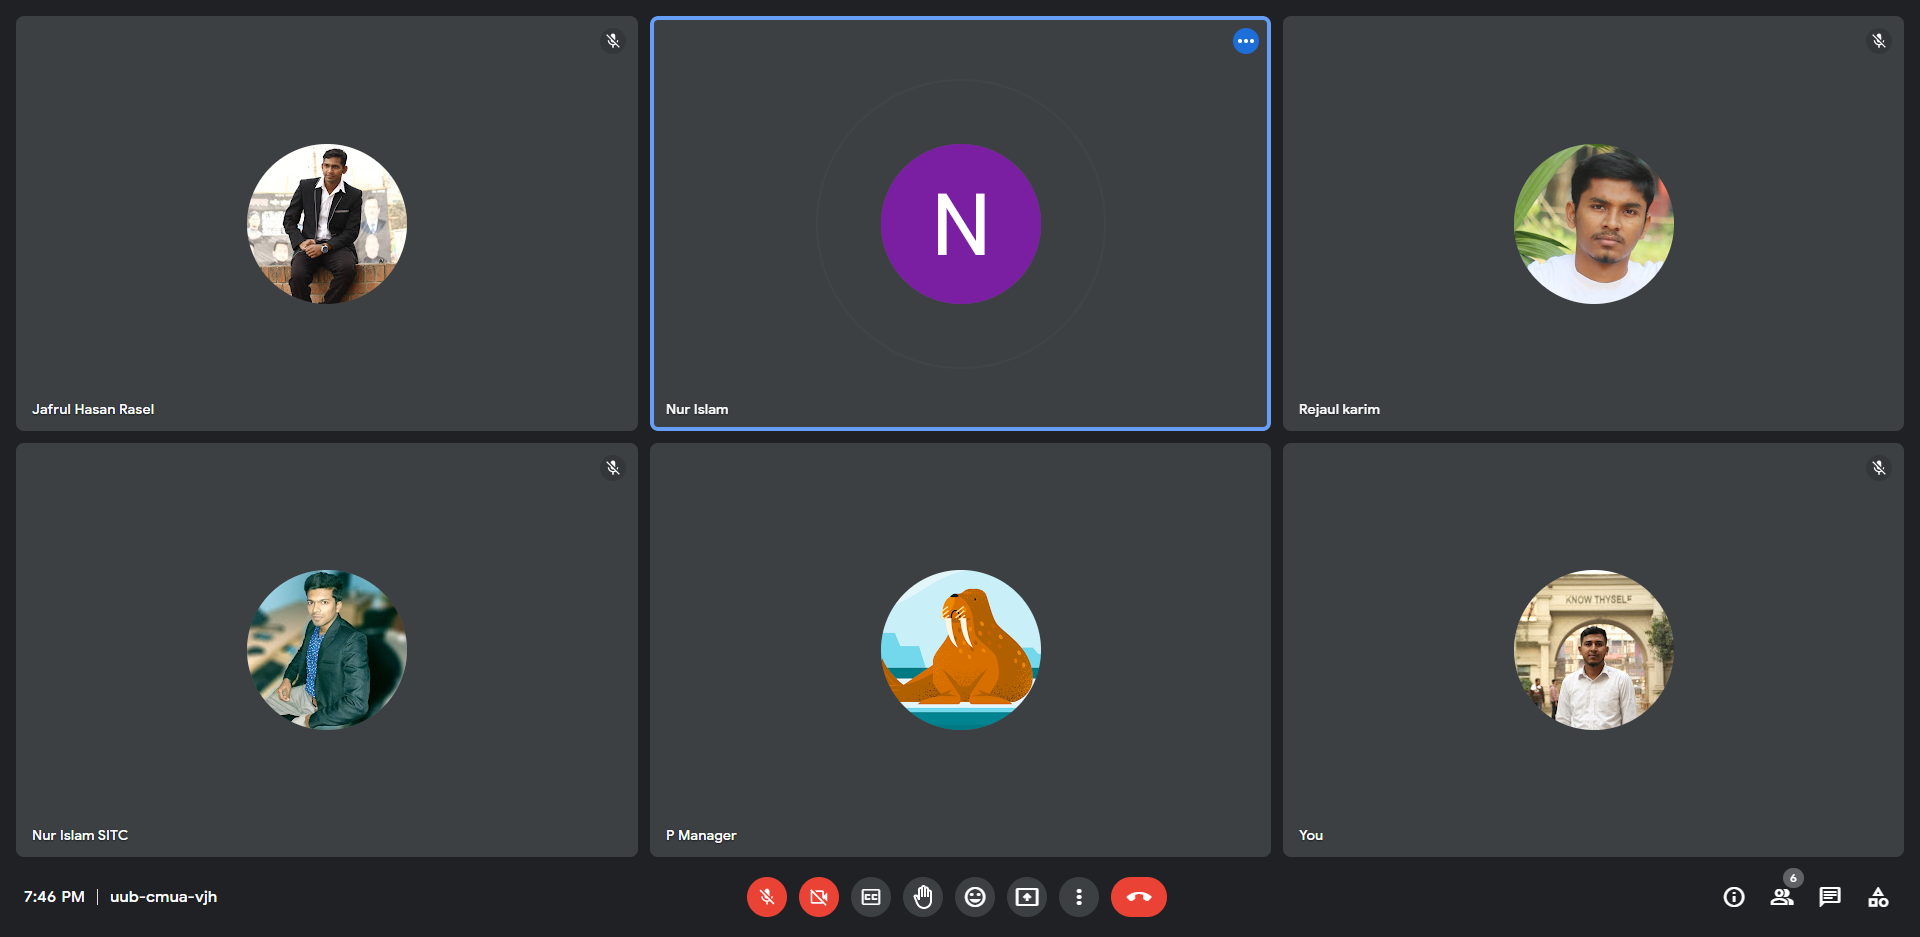 N
Jafrul Hasan Rasel
Nur Islam
Rejaul karim
KNOW THYSELF
Nur Islam SITC
P Manager
You
7:46 PM | uub-cmua-vjh
CC
6